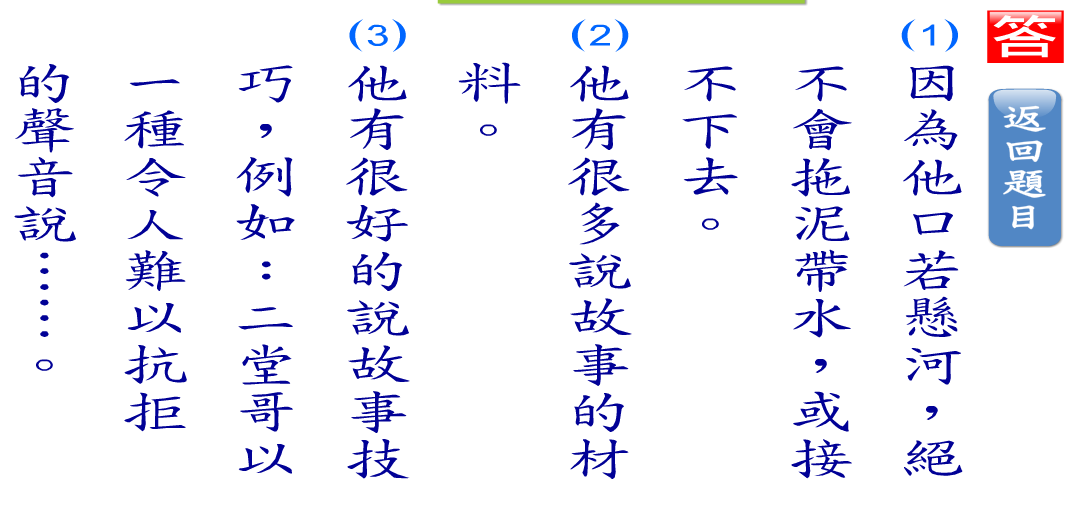 答
返回題目
(1)
因為他口若懸河，絕
不會拖泥帶水，或接
不下去。
(2)
他有很多說故事的材
料。
(3)
他有很好的說故事技
巧，例如：二堂哥以
一種令人難以抗拒
的聲音說……。